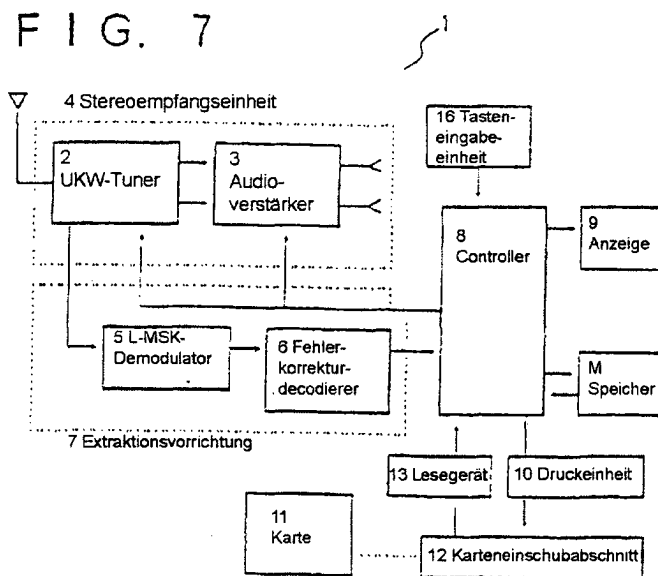 FIG. 7
1
4 Stereoempfangseinheit
2
UKW-Tuner
3
Audio-
verstärker
16 Tasten-
eingabe-
einheit
8
Controller
9
Anzeige
5 L-MSK-
Demodulator
6 Fehler-
korrektur-
decodierer
M
Speicher
7 Extraktionsvorrichtung
13 Lesegerät
10 Druckeinheit
11
Karte
12 Karteneinschubabschnitt